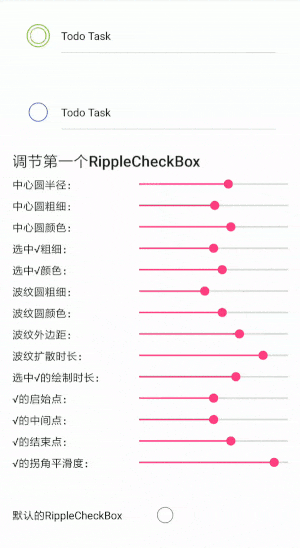 Todo Task
Todo Task
调节第一个RippleCheckBox
中心圆半径:
中心圆粗细:
中心圆颜色:
选中√粗细:
选中√颜色:
波纹圆粗细:
波纹圆颜色:
波纹外边距:
波纹扩散时长:
选中√的绘制时长:
√的启始点:
√的中间点:
√的结束点:
√的拐角平滑度:
默认的RippleCheckBox